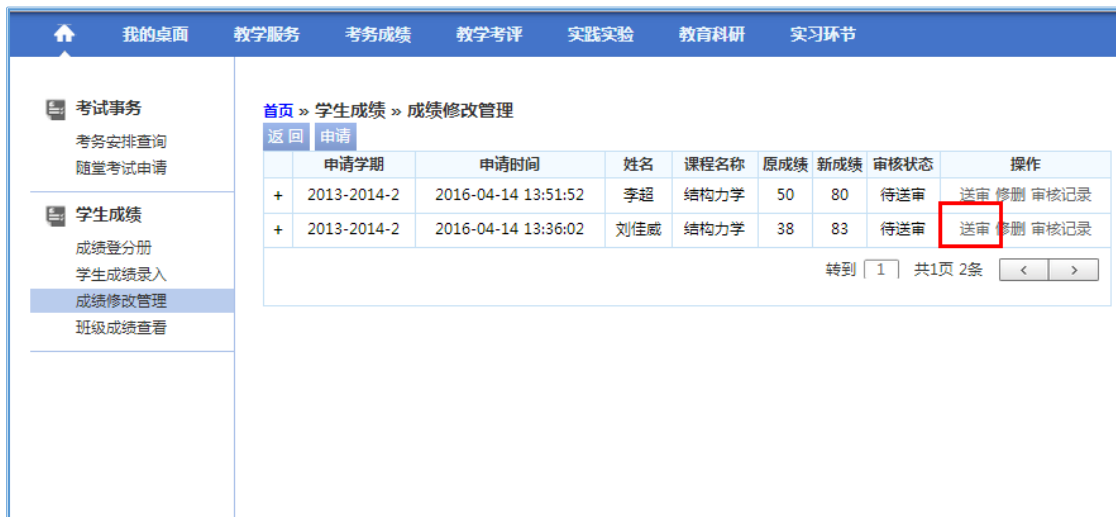 我的桌面 教学服务 考务成绩 教学考评 实践实验 教育科研 实习环节
考试事务
考务安排查询
随堂考试申请
学生成绩
成绩登分册
学生成绩录入
成绩修改管理
班级成绩查看
首页 » 学生成绩 » 成绩修改管理
返 回 申请
申请学期 申请时间 姓名 课程名称 原成绩 新成绩 审核状态 操作
+ 2013-2014-2 2016-04-14 13:51:52 李超 结构力学 50 80 待送审 送审 修删 审核记录
+ 2013-2014-2 2016-04-14 13:36:02 刘佳威 结构力学 38 83 待送审 送审 修删 审核记录
转到 1 共1页 2条 < >